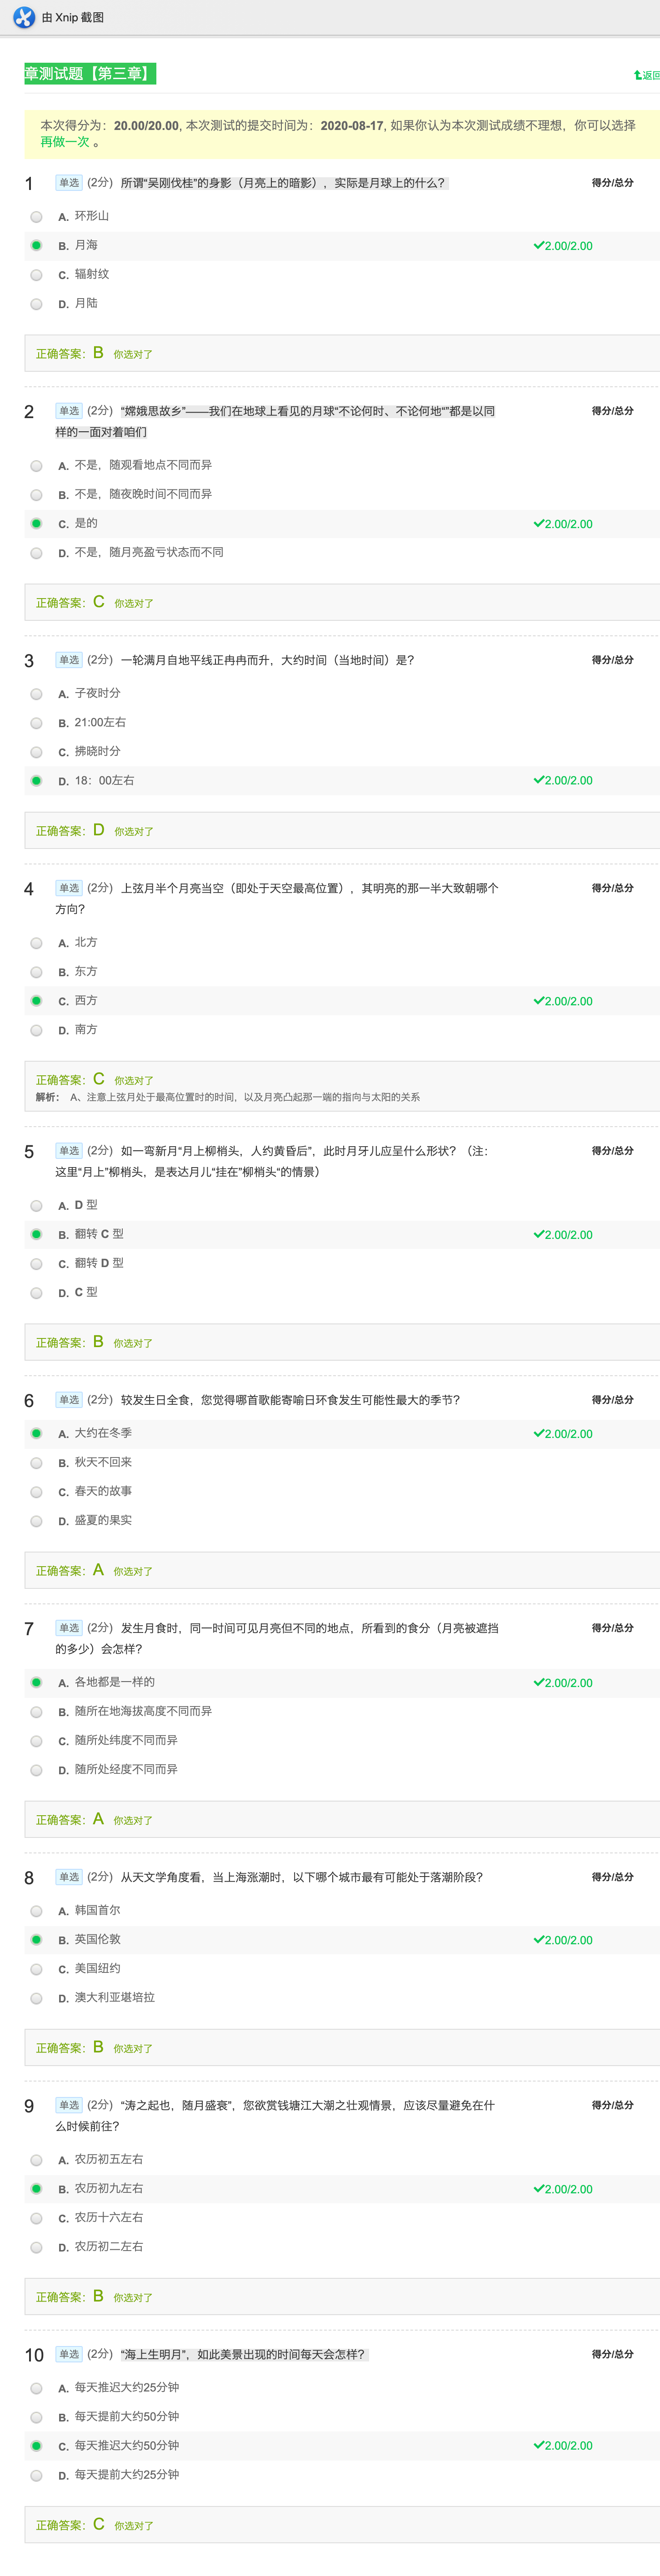 由 Xnip 截图
章测试题【第三章】
返回
本次得分为：20.00/20.00, 本次测试的提交时间为：2020-08-17, 如果你认为本次测试成绩不理想，你可以选择
再做一次 。
1 单选 (2分) 所谓“吴刚伐桂”的身影（月亮上的暗影），实际是月球上的什么？ 得分/总分
A. 环形山
B. 月海 2.00/2.00
C. 辐射纹
D. 月陆
正确答案：B 你选对了
2 单选 (2分) “嫦娥思故乡”——我们在地球上看见的月球“不论何时、不论何地“”都是以同 得分/总分
样的一面对着咱们
A. 不是，随观看地点不同而异
B. 不是，随夜晚时间不同而异
C. 是的 2.00/2.00
D. 不是，随月亮盈亏状态而不同
正确答案：C 你选对了
3 单选 (2分) 一轮满月自地平线正冉冉而升，大约时间（当地时间）是？ 得分/总分
A. 子夜时分
B. 21:00左右
C. 拂晓时分
D. 18：00左右 2.00/2.00
正确答案：D 你选对了
4 单选 (2分) 上弦月半个月亮当空（即处于天空最高位置），其明亮的那一半大致朝哪个 得分/总分
方向？
A. 北方
B. 东方
C. 西方 2.00/2.00
D. 南方
正确答案：C 你选对了
解析： A、注意上弦月处于最高位置时的时间，以及月亮凸起那一端的指向与太阳的关系
5 单选 (2分) 如一弯新月“月上柳梢头，人约黄昏后”，此时月牙儿应呈什么形状？（注： 得分/总分
这里“月上”柳梢头，是表达月儿“挂在”柳梢头“的情景）
A. D 型
B. 翻转 C 型 2.00/2.00
C. 翻转 D 型
D. C 型
正确答案：B 你选对了
6 单选 (2分) 较发生日全食，您觉得哪首歌能寄喻日环食发生可能性最大的季节？ 得分/总分
A. 大约在冬季 2.00/2.00
B. 秋天不回来
C. 春天的故事
D. 盛夏的果实
正确答案：A 你选对了
7 单选 (2分) 发生月食时，同一时间可见月亮但不同的地点，所看到的食分（月亮被遮挡 得分/总分
的多少）会怎样？
A. 各地都是一样的 2.00/2.00
B. 随所在地海拔高度不同而异
C. 随所处纬度不同而异
D. 随所处经度不同而异
正确答案：A 你选对了
8 单选 (2分) 从天文学角度看，当上海涨潮时，以下哪个城市最有可能处于落潮阶段？ 得分/总分
A. 韩国首尔
B. 英国伦敦 2.00/2.00
C. 美国纽约
D. 澳大利亚堪培拉
正确答案：B 你选对了
9 单选 (2分) “涛之起也，随月盛衰”，您欲赏钱塘江大潮之壮观情景，应该尽量避免在什 得分/总分
么时候前往？
A. 农历初五左右
B. 农历初九左右 2.00/2.00
C. 农历十六左右
D. 农历初二左右
正确答案：B 你选对了
10 单选 (2分) “海上生明月”，如此美景出现的时间每天会怎样？ 得分/总分
A. 每天推迟大约25分钟
B. 每天提前大约50分钟
C. 每天推迟大约50分钟 2.00/2.00
D. 每天提前大约25分钟
正确答案：C 你选对了